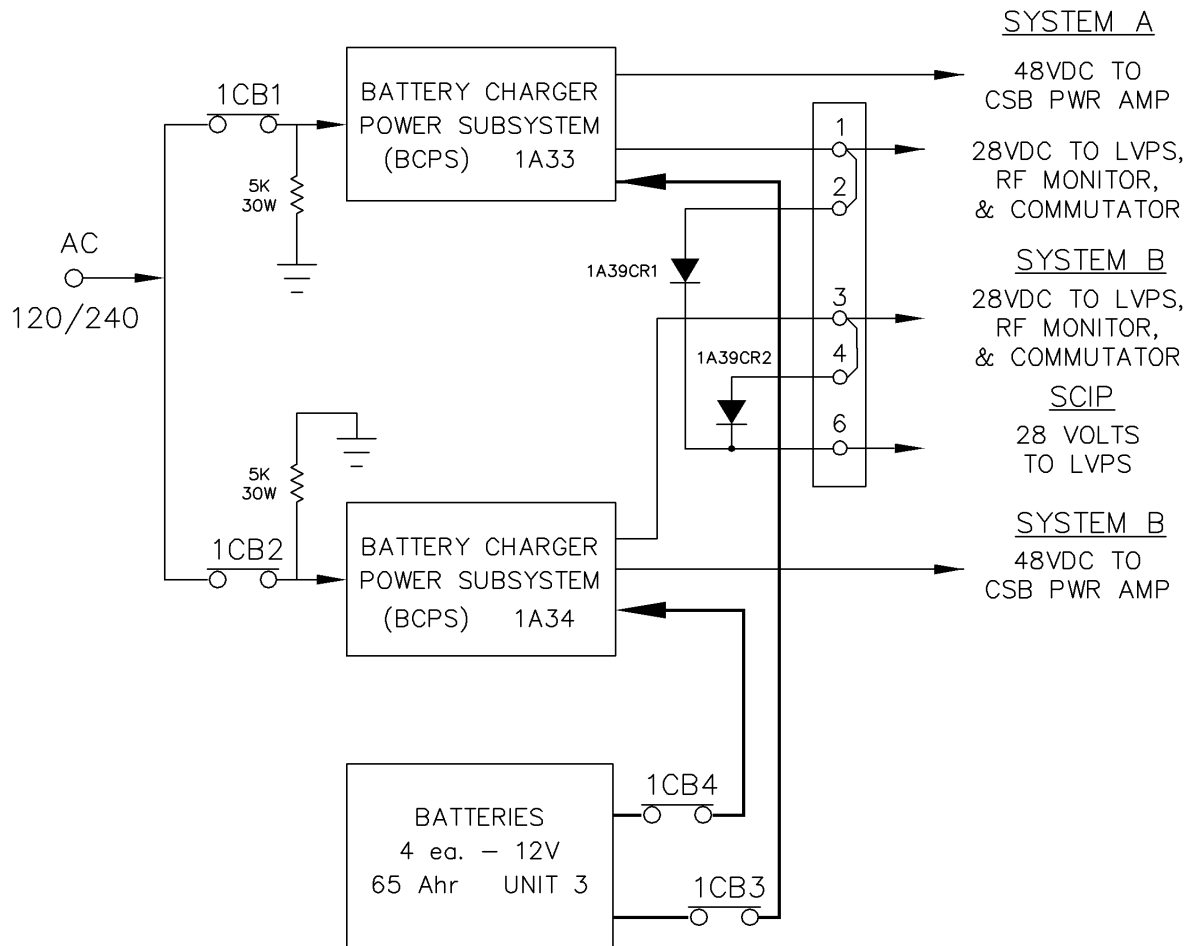 SYSTEM A
48VDC TO
CSB PWR AMP
1CB1
BATTERY CHARGER
POWER SUBSYSTEM
(BCPS) 1A33
1
28VDC TO LVPS,
RF MONITOR,
& COMMUTATOR
5K
30W
2
AC
120/240
1A39CR1
SYSTEM B
3
28VDC TO LVPS,
RF MONITOR,
& COMMUTATOR
1A39CR2
4
SCIP
6
28 VOLTS
TO LVPS
5K
30W
SYSTEM B
48VDC TO
CSB PWR AMP
1CB2
BATTERY CHARGER
POWER SUBSYSTEM
(BCPS) 1A34
1CB4
BATTERIES
4 ea. – 12V
65 Ahr UNIT 3
1CB3